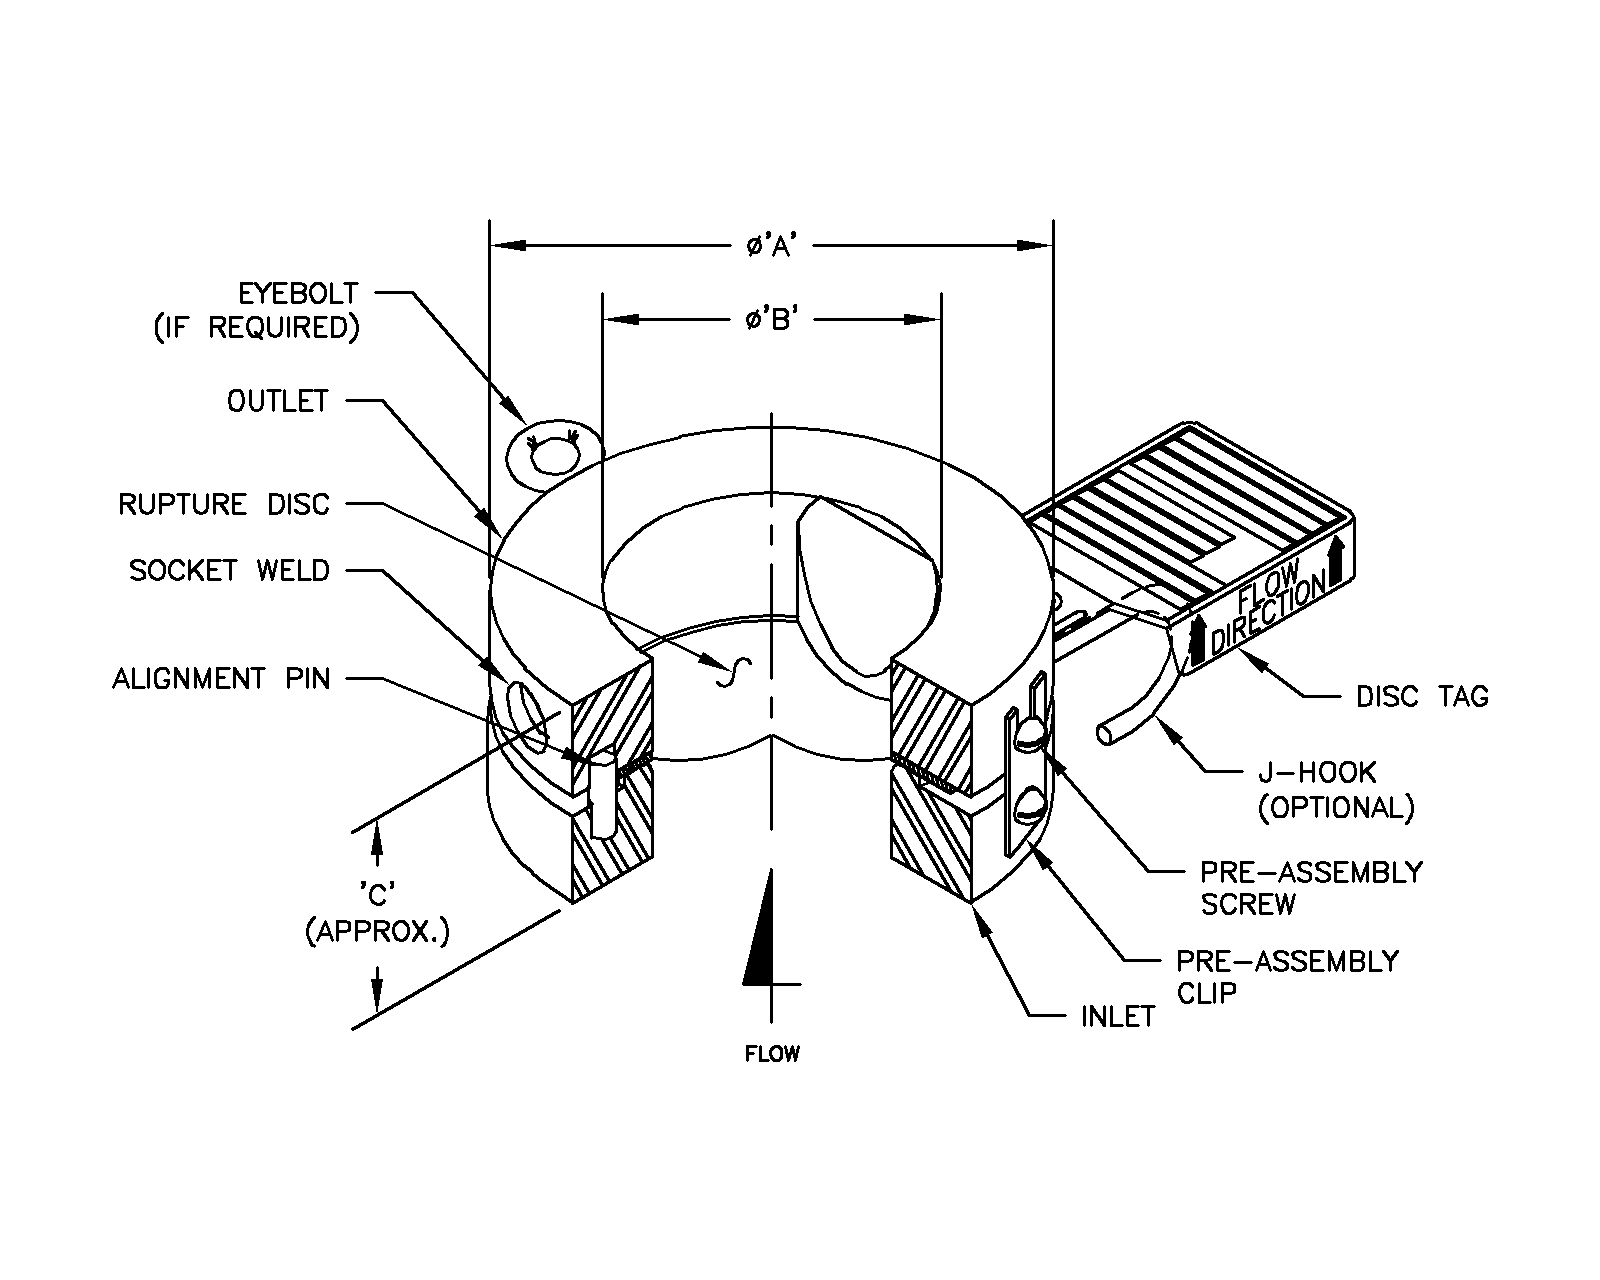 ø'A'
EYEBOLT
(IF REQUIRED)
ø'B'
OUTLET
RUPTURE DISC
SOCKET WELD
FLOW
DIRECTION
ALIGNMENT PIN
DISC TAG
J-HOOK
(OPTIONAL)
PRE-ASSEMBLY
SCREW
'C'
(APPROX.)
PRE-ASSEMBLY
CLIP
INLET
FLOW